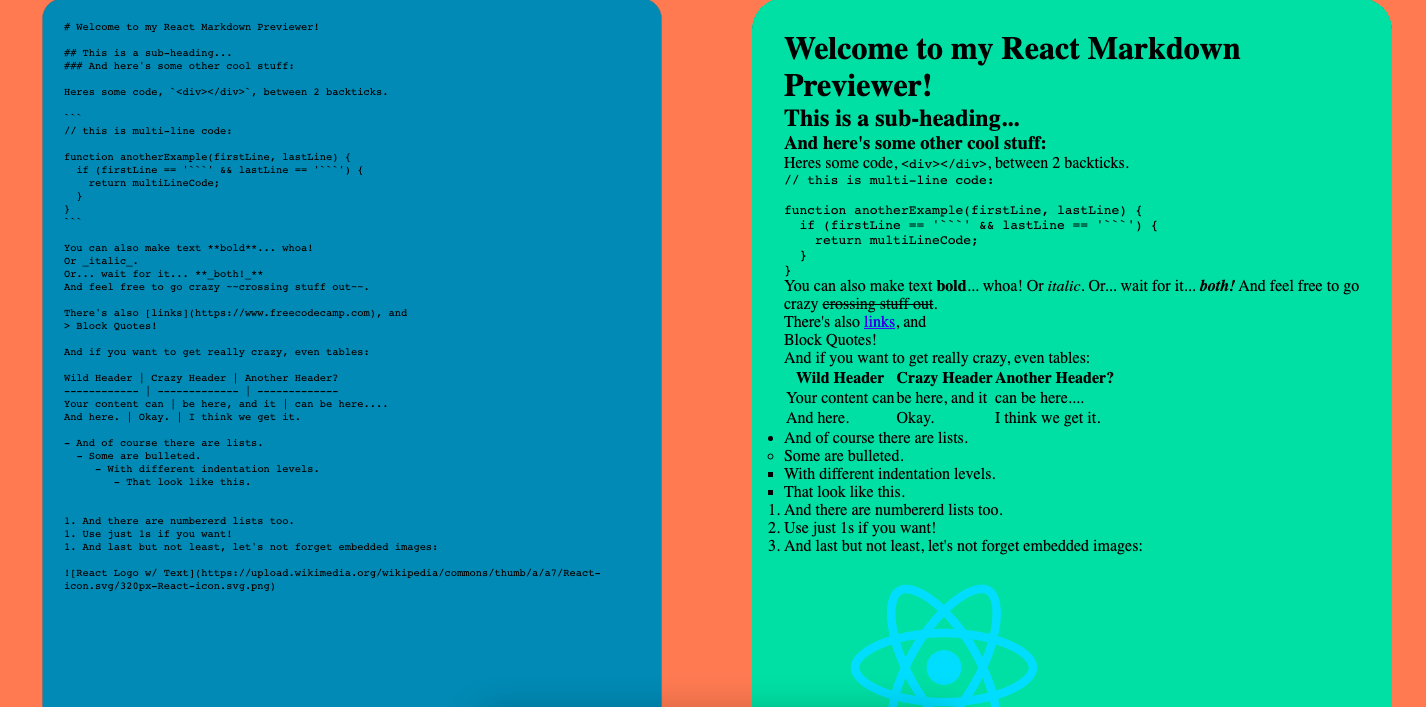 # Welcome to my React Markdown Previewer!
## This is a sub-heading...
### And here's some other cool stuff:
Heres some code, `<div></div>`, between 2 backticks.
```
// this is multi-line code:
function anotherExample(firstLine, lastLine) {
  if (firstLine == '```' && lastLine == '```') {
    return multiLineCode;
  }
}
```
You can also make text **bold**... whoa!
Or _italic_.
Or... wait for it... **_both!_**
And feel free to go crazy ~~crossing stuff out~~.
There's also [links](https://www.freecodecamp.com), and
> Block Quotes!
And if you want to get really crazy, even tables:
Wild Header | Crazy Header | Another Header?
------------ | ------------- | -------------
Your content can | be here, and it | can be here....
And here. | Okay. | I think we get it.
- And of course there are lists.
  - Some are bulleted.
     - With different indentation levels.
        - That look like this.
1. And there are numbererd lists too.
1. Use just 1s if you want!
1. And last but not least, let's not forget embedded images:
![React Logo w/ Text](https://upload.wikimedia.org/wikipedia/commons/thumb/a/a7/React-
icon.svg/320px-React-icon.svg.png)
Welcome to my React Markdown
Previewer!
This is a sub-heading...
And here's some other cool stuff:
Heres some code, <div></div>, between 2 backticks.
// this is multi-line code:
function anotherExample(firstLine, lastLine) {
  if (firstLine == '```' && lastLine == '```') {
    return multiLineCode;
  }
}
You can also make text bold... whoa! Or italic. Or... wait for it... both! And feel free to go
crazy crossing stuff out.
There's also links, and
Block Quotes!
And if you want to get really crazy, even tables:
Wild Header Crazy Header Another Header?
Your content can be here, and it can be here....
And here. Okay. I think we get it.
And of course there are lists.
Some are bulleted.
With different indentation levels.
That look like this.
1. And there are numbererd lists too.
2. Use just 1s if you want!
3. And last but not least, let's not forget embedded images: